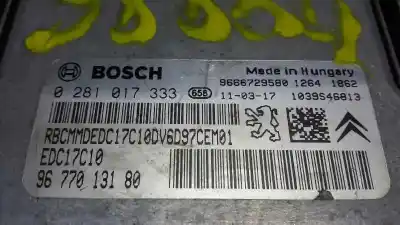 BOSCH
Made in Hungary
9666729580 1264 1862
0 281 017 333 658 11-03-17 1039S46813
RBCMMDEDC17C10DV6D97CEM01
EDC17C10
96 770 131 80